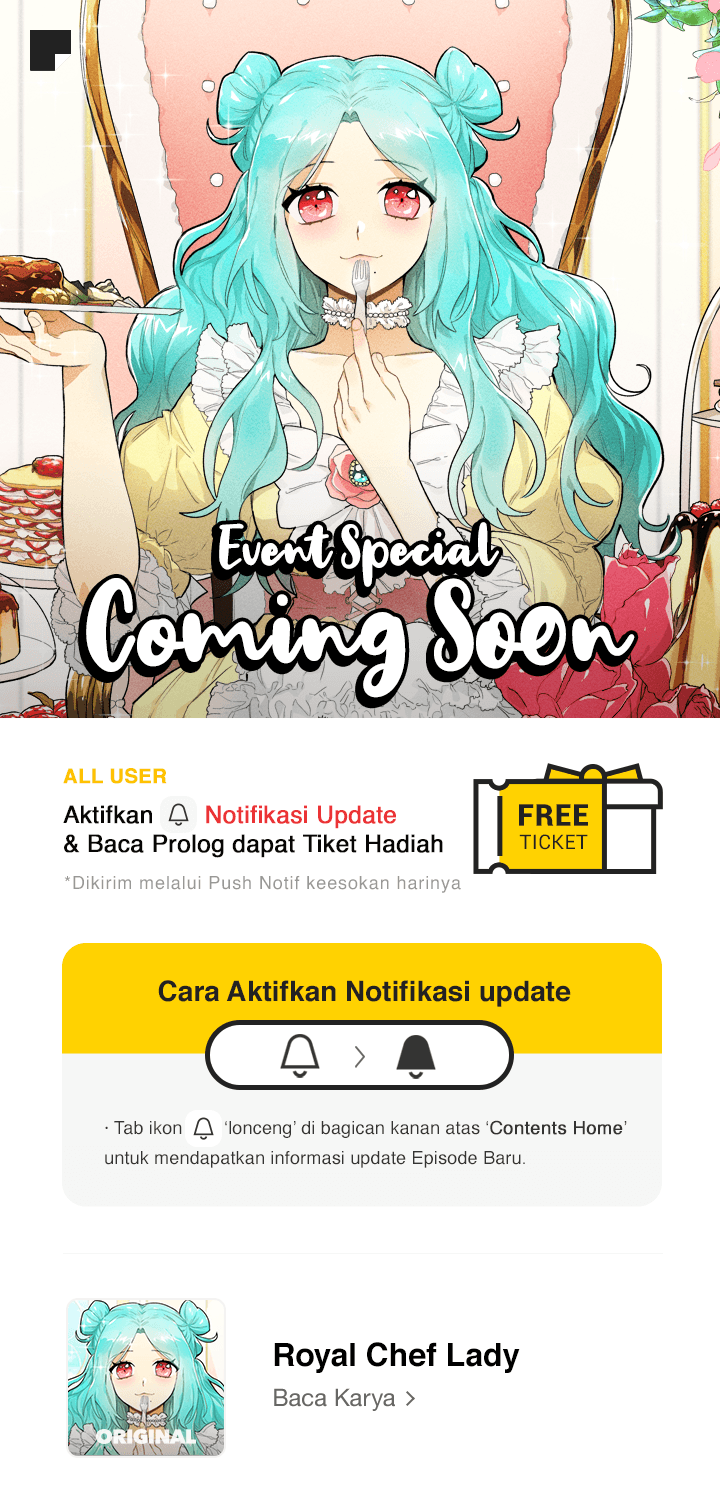 Event Special
Coming Soon
ALL USER
Aktifkan Notifikasi Update
& Baca Prolog dapat Tiket Hadiah
*Dikirim melalui Push Notif keesokan harinya
FREE
TICKET
Cara Aktifkan Notifikasi update
· Tab ikon ‘lonceng’ di bagican kanan atas ‘Contents Home’
untuk mendapatkan informasi update Episode Baru.
ORIGINAL
Royal Chef Lady
Baca Karya >